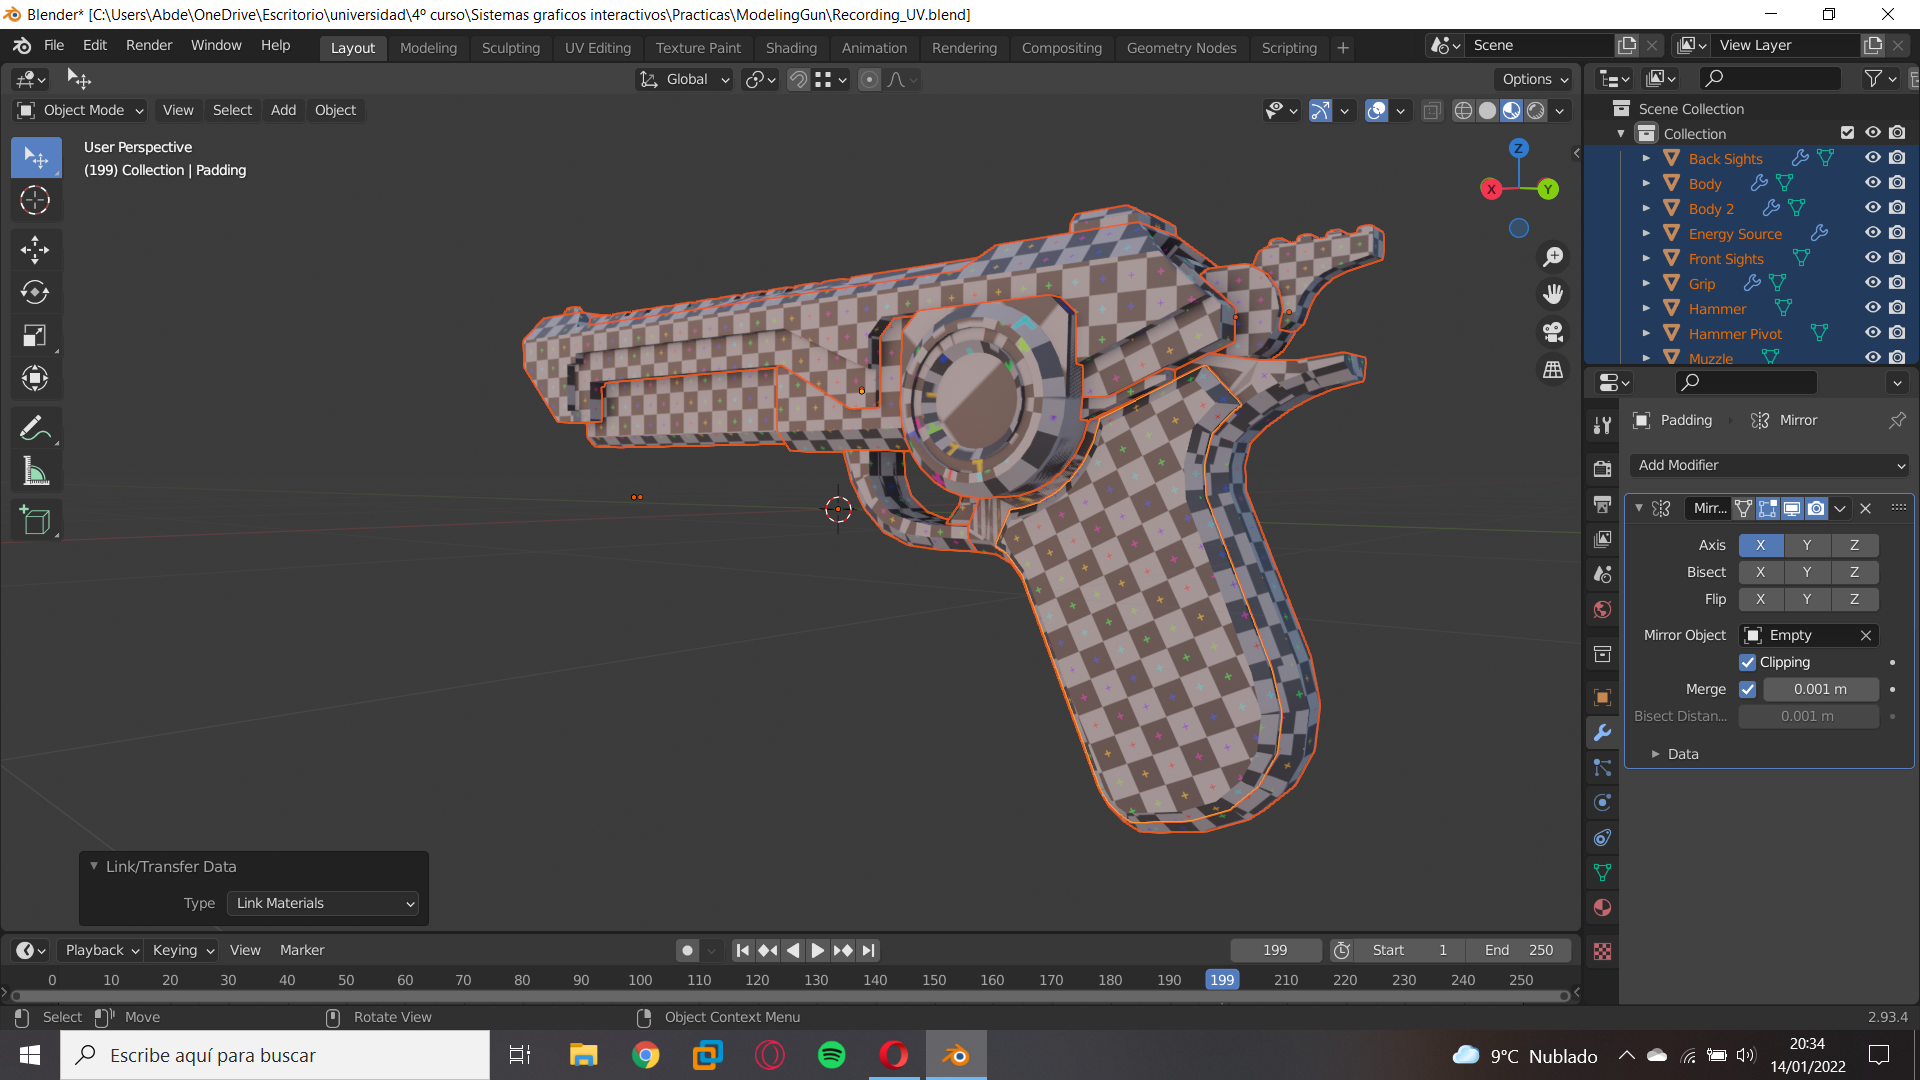 Blender* [C:\Users\Abde\OneDrive\Escritorio\universidad\4º curso\Sistemas graficos interactivos\Practicas\ModelingGun\Recording_UV.blend]
File Edit Render Window Help Layout Modeling Sculpting UV Editing Texture Paint Shading Animation Rendering Compositing Geometry Nodes Scripting + Scene View Layer
Global Options
Object Mode View Select Add Object
User Perspective
(199) Collection | Padding
Z
X Y
Scene Collection
Collection
Back Sights
Body
Body 2
Energy Source
Front Sights
Grip
Hammer
Hammer Pivot
Muzzle
Padding Mirror
Add Modifier
Mirr...
Axis X Y Z
Bisect X Y Z
Flip X Y Z
Mirror Object Empty
Clipping
Merge 0.001 m
Bisect Distan... 0.001 m
Data
Link/Transfer Data
Type Link Materials
Playback Keying View Marker 199 Start 1 End 250
0 10 20 30 40 50 60 70 80 90 100 110 120 130 140 150 160 170 180 190 199 210 220 230 240 250
Select Move Rotate View Object Context Menu 2.93.4
Escribe aquí para buscar 9°C Nublado
20:34
14/01/2022